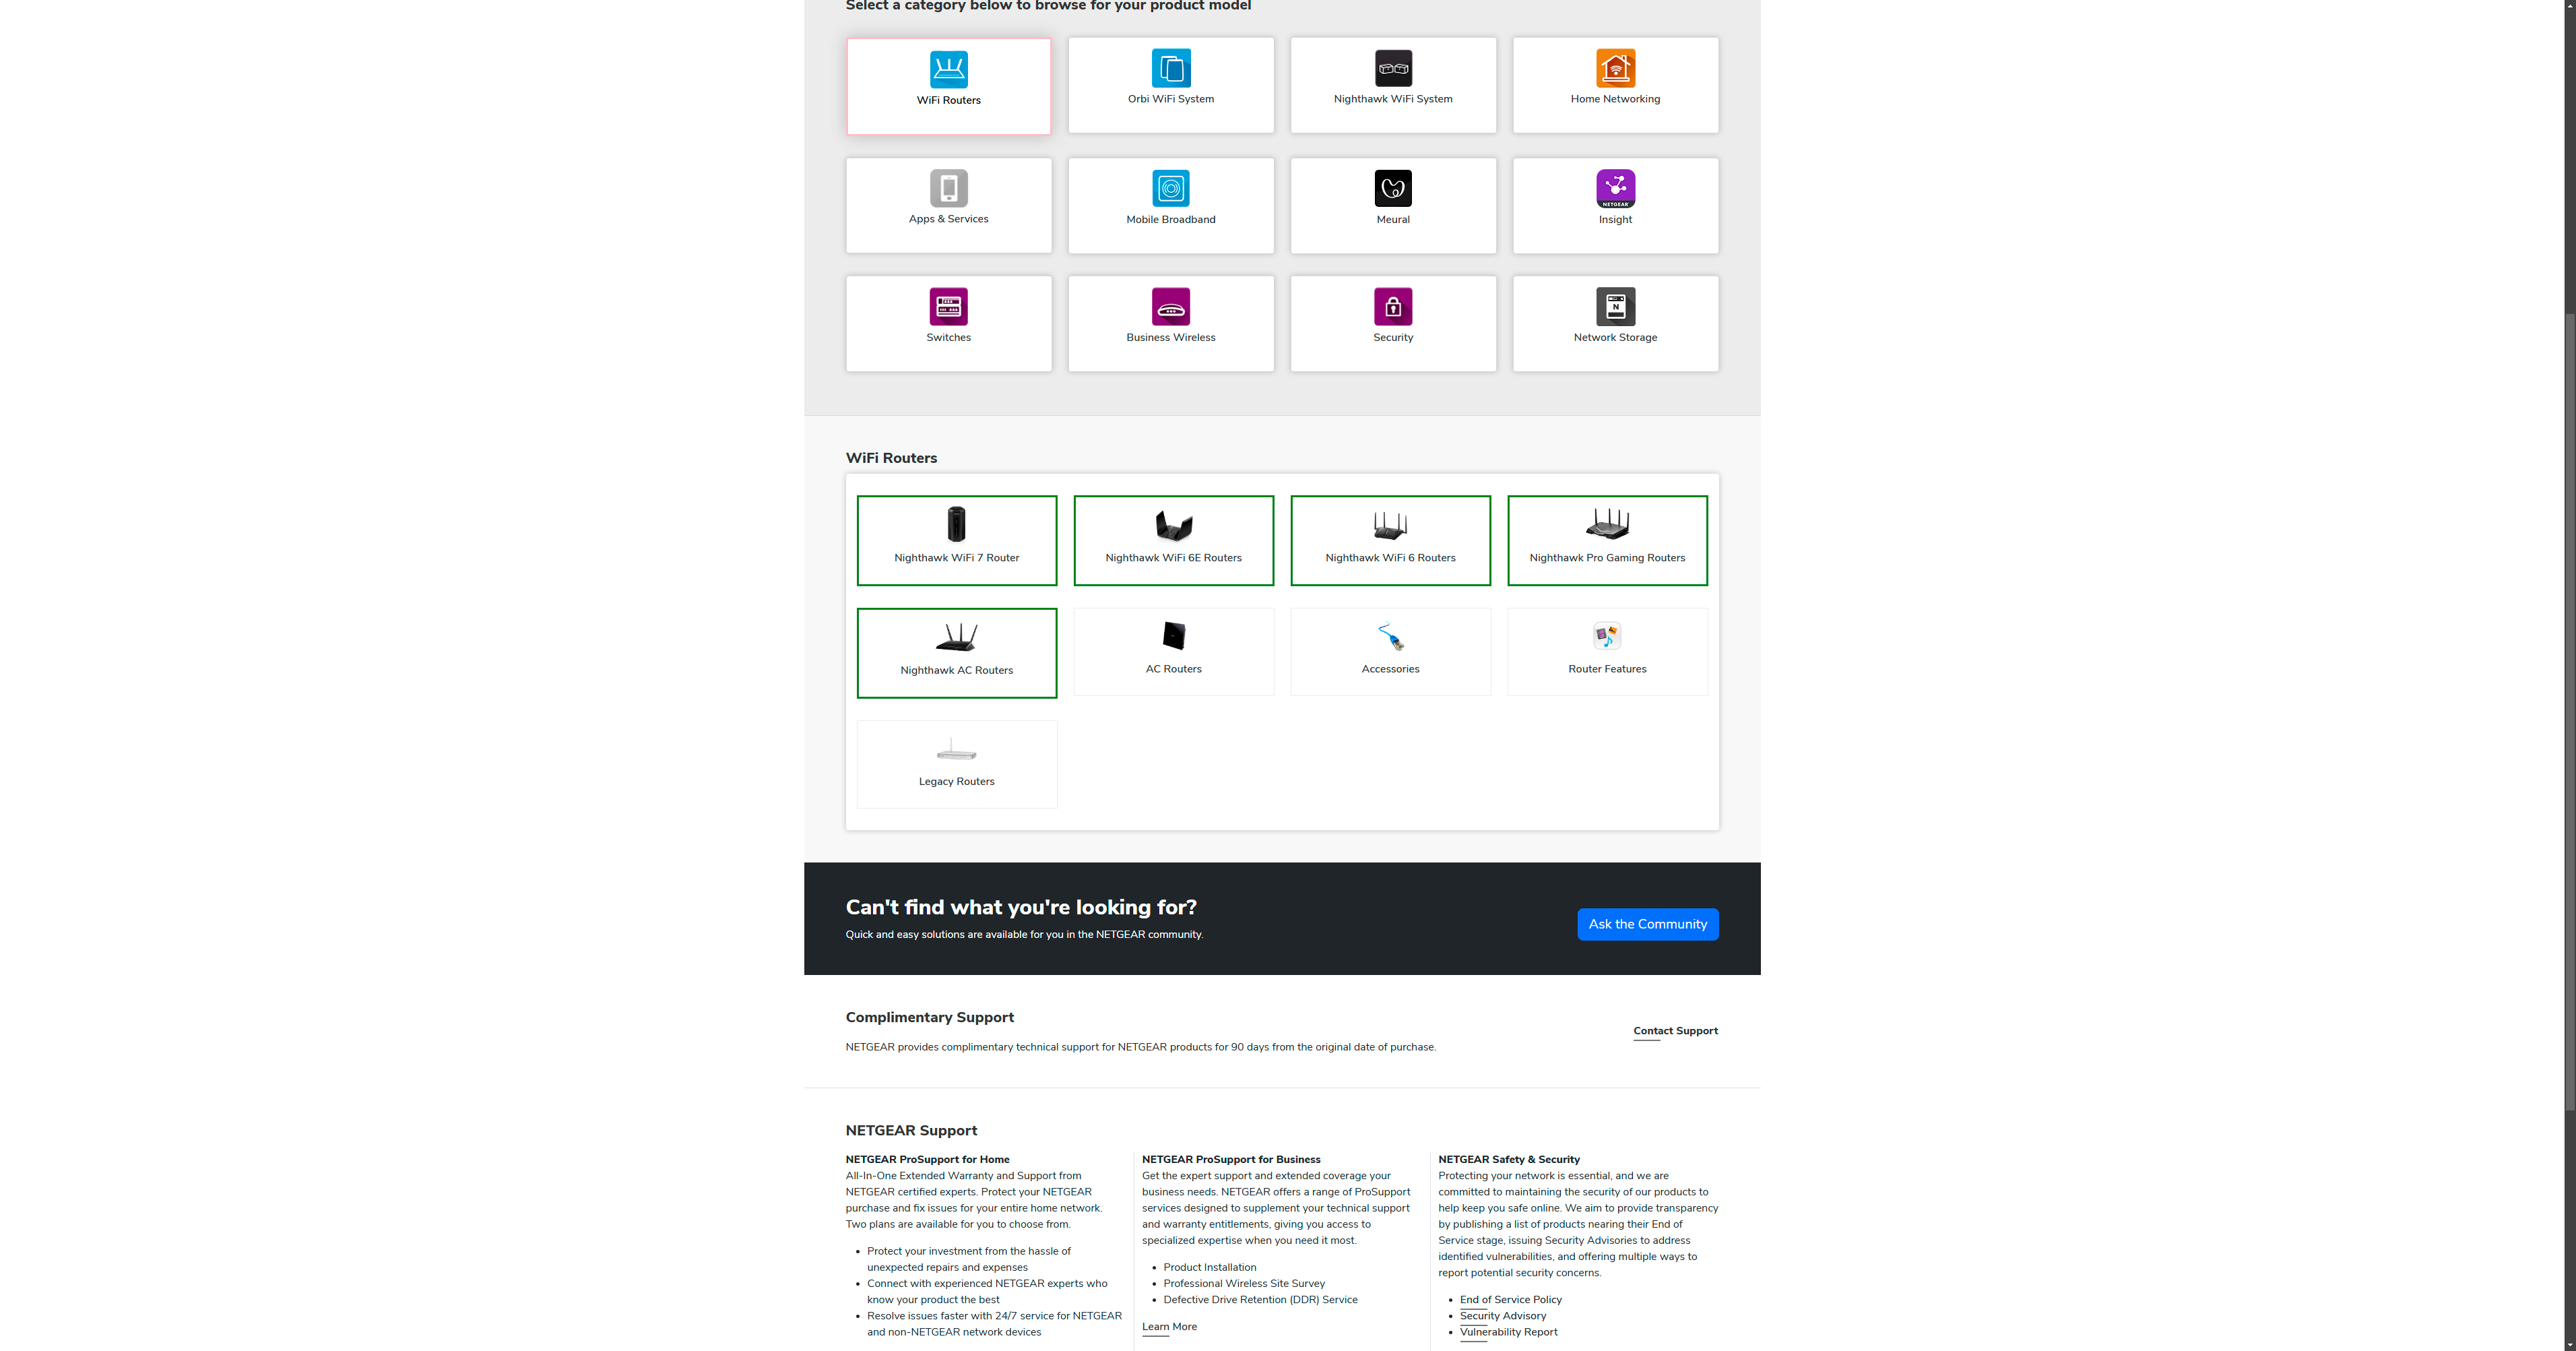 Select a category below to browse for your product model
WiFi Routers
Orbi WiFi System
Nighthawk WiFi System
Home Networking
Apps & Services
Mobile Broadband
Meural
NETGEAR
Insight
Switches
Business Wireless
Security
N
Network Storage
WiFi Routers
Nighthawk WiFi 7 Router
Nighthawk WiFi 6E Routers
Nighthawk WiFi 6 Routers
Nighthawk Pro Gaming Routers
Nighthawk AC Routers
AC Routers
Accessories
Router Features
Legacy Routers
Can't find what you're looking for?
Quick and easy solutions are available for you in the NETGEAR community.
Ask the Community
Complimentary Support
NETGEAR provides complimentary technical support for NETGEAR products for 90 days from the original date of purchase.
Contact Support
NETGEAR Support
NETGEAR ProSupport for Home
All-In-One Extended Warranty and Support from
NETGEAR certified experts. Protect your NETGEAR
purchase and fix issues for your entire home network.
Two plans are available for you to choose from.
• Protect your investment from the hassle of
unexpected repairs and expenses
• Connect with experienced NETGEAR experts who
know your product the best
• Resolve issues faster with 24/7 service for NETGEAR
and non-NETGEAR network devices
NETGEAR ProSupport for Business
Get the expert support and extended coverage your
business needs. NETGEAR offers a range of ProSupport
services designed to supplement your technical support
and warranty entitlements, giving you access to
specialized expertise when you need it most.
• Product Installation
• Professional Wireless Site Survey
• Defective Drive Retention (DDR) Service
Learn More
NETGEAR Safety & Security
Protecting your network is essential, and we are
committed to maintaining the security of our products to
help keep you safe online. We aim to provide transparency
by publishing a list of products nearing their End of
Service stage, issuing Security Advisories to address
identified vulnerabilities, and offering multiple ways to
report potential security concerns.
• End of Service Policy
• Security Advisory
• Vulnerability Report